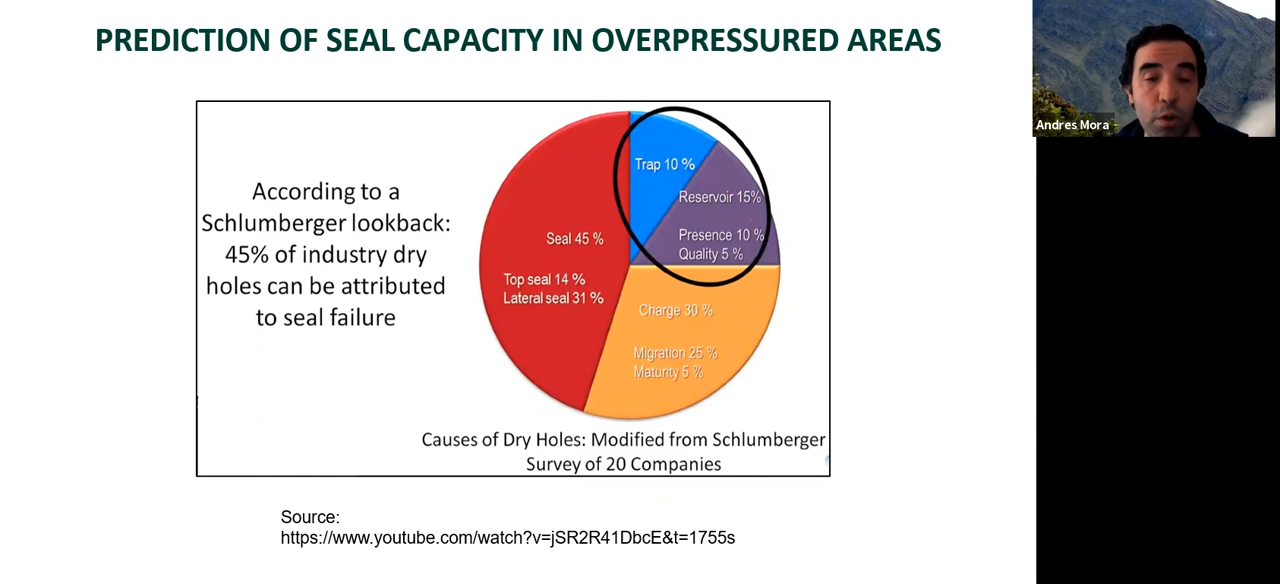 PREDICTION OF SEAL CAPACITY IN OVERPRESSURED AREAS
According to a
Schlumberger lookback:
45% of industry dry
holes can be attributed
to seal failure
Trap 10 %
Reservoir 15%
Presence 10 %
Quality 5 %
Seal 45 %
Top seal 14 %
Lateral seal 31 %
Charge 30 %
Migration 25 %
Maturity 5 %
Causes of Dry Holes: Modified from Schlumberger
Survey of 20 Companies
Source:
https://www.youtube.com/watch?v=jSR2R41DbcE&t=1755s
Andres Mora